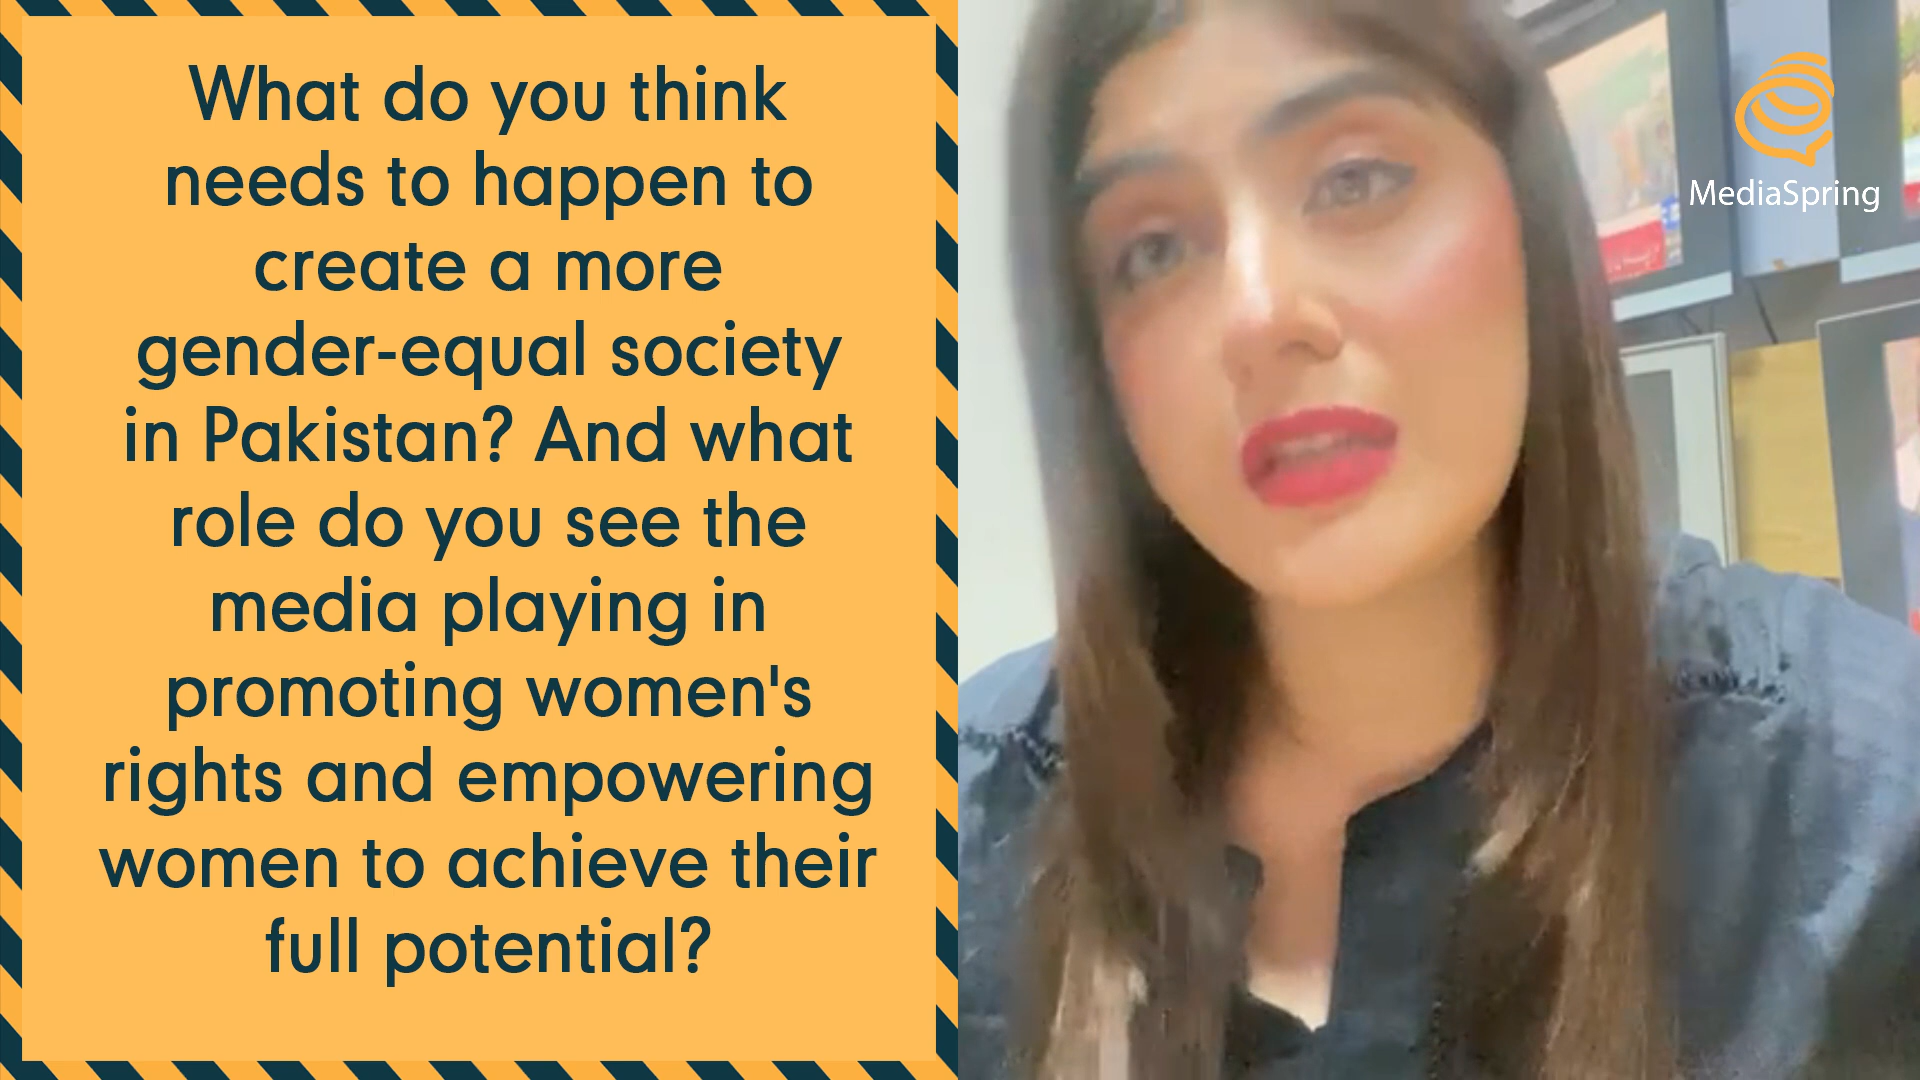 What do you think
needs to happen to
create a more
gender-equal society
in Pakistan? And what
role do you see the
media playing in
promoting women's
rights and empowering
women to achieve their
full potential?
MediaSpring